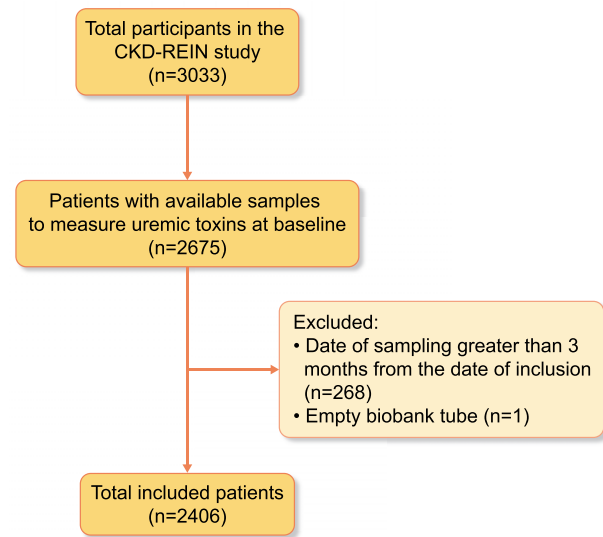 Total participants in the
CKD-REIN study
(n=3033)
Patients with available samples
to measure uremic toxins at baseline
(n=2675)
Excluded:
• Date of sampling greater than 3
months from the date of inclusion
(n=268)
• Empty biobank tube (n=1)
Total included patients
(n=2406)